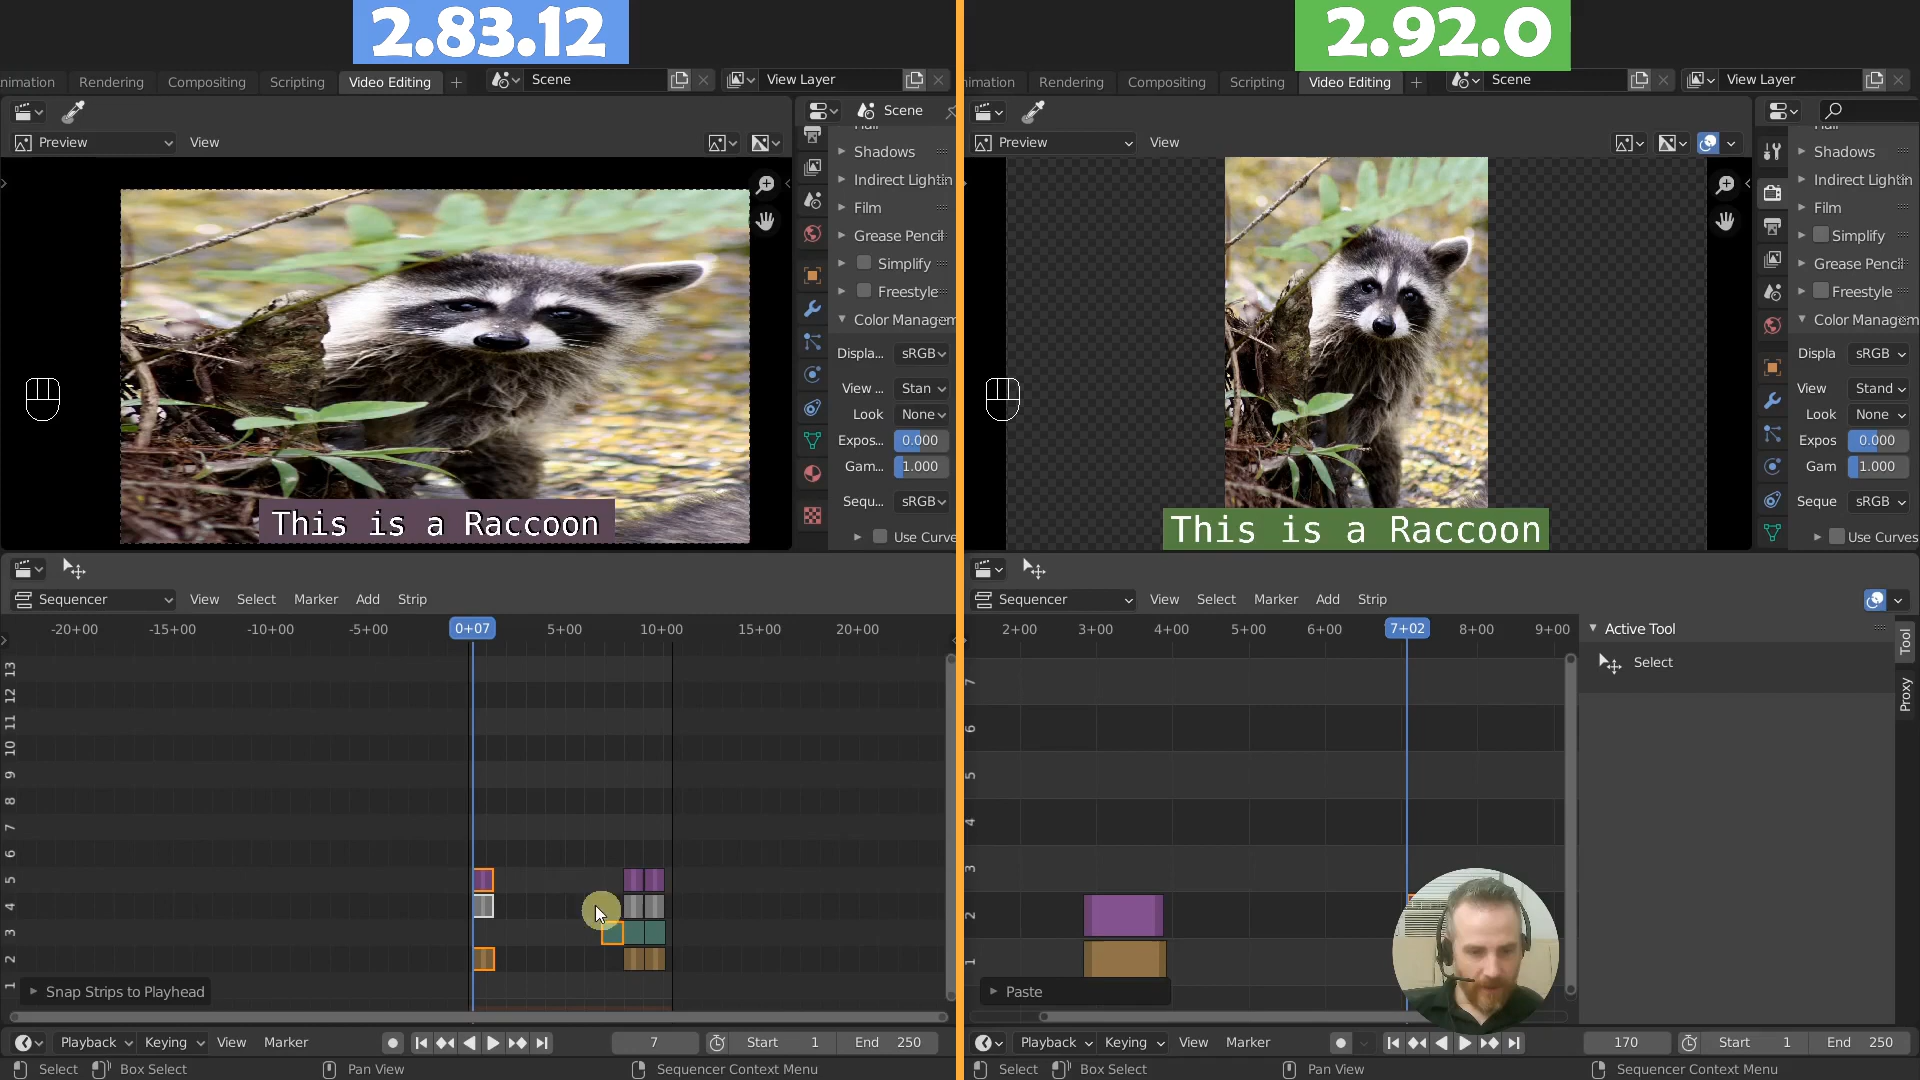 2.83.12
nimation Rendering Compositing Scripting Video Editing + Scene View Layer
Scene
Preview View
Shadows
Indirect Lightin
Film
Grease Pencil
Simplify
Freestyle
Color Managem
Displa... sRGB
View ... Stan
Look None
Expos... 0.000
Gam... 1.000
Sequ... sRGB
Use Curve
This is a Raccoon
Sequencer View Select Marker Add Strip
-20+00 -15+00 -10+00 -5+00 0+07 5+00 10+00 15+00 20+00
13
12
11
10
9
8
7
6
5
4
3
2
1
Snap Strips to Playhead
Playback Keying View Marker 7 Start 1 End 250
Select Box Select Pan View Sequencer Context Menu
2.92.0
nimation Rendering Compositing Scripting Video Editing + Scene View Layer
Preview View
Shadows
Indirect Lightin
Film
Simplify
Grease Pencil
Freestyle
Color Managem
Displa sRGB
View Stand
Look None
Expos 0.000
Gam 1.000
Seque sRGB
Use Curves
This is a Raccoon
Sequencer View Select Marker Add Strip
2+00 3+00 4+00 5+00 6+00 7+02 8+00 9+00
7
6
5
4
3
2
1
Active Tool
Select
Tool
Proxy
Paste
Playback Keying View Marker 170 Start 1 End 250
Select Box Select Pan View Sequencer Context Menu